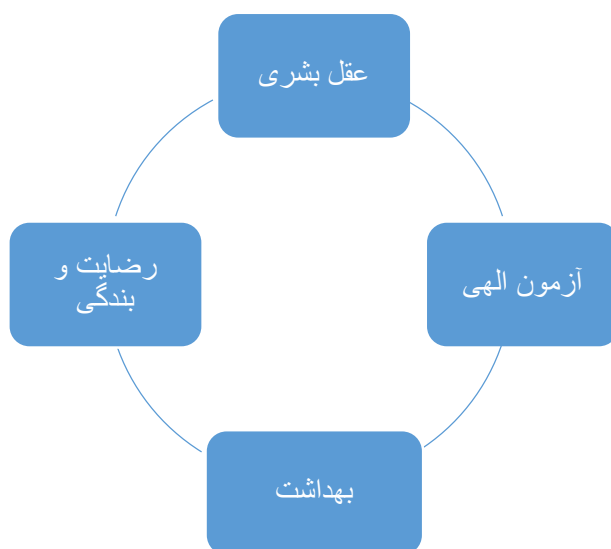 عقل بشری
آزمون الهی
رضایت و
بندگی
بهداشت